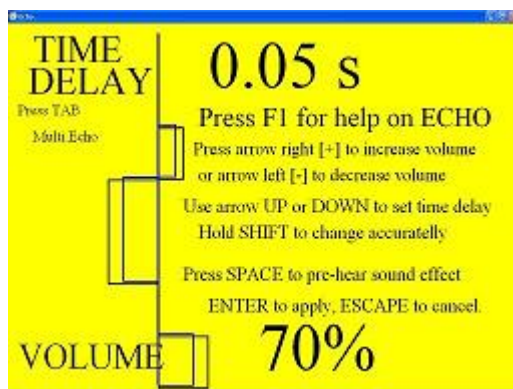 Echo
TIME
DELAY
Press TAB
Multi Echo
0.05 s
Press F1 for help on ECHO
Press arrow right [+] to increase volume
or arrow left [-] to decrease volume
Use arrow UP or DOWN to set time delay
Hold SHIFT to change accuratelly
Press SPACE to pre-hear sound effect
ENTER to apply, ESCAPE to cancel.
VOLUME
70%